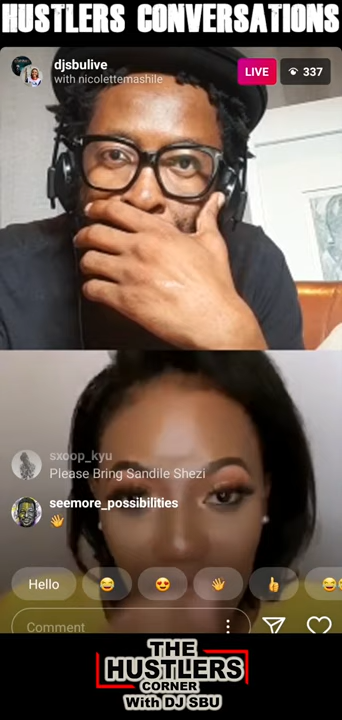 HUSTLERS CONVERSATIONS
djsbulive
with nicolettemashile
LIVE
337
sxoop_kyu
Please Bring Sandile Shezi
seemore_possibilities
👋
Hello 😂 😍 👋 👍 😂
Comment
THE
HUSTLERS
CORNER
With DJ SBU